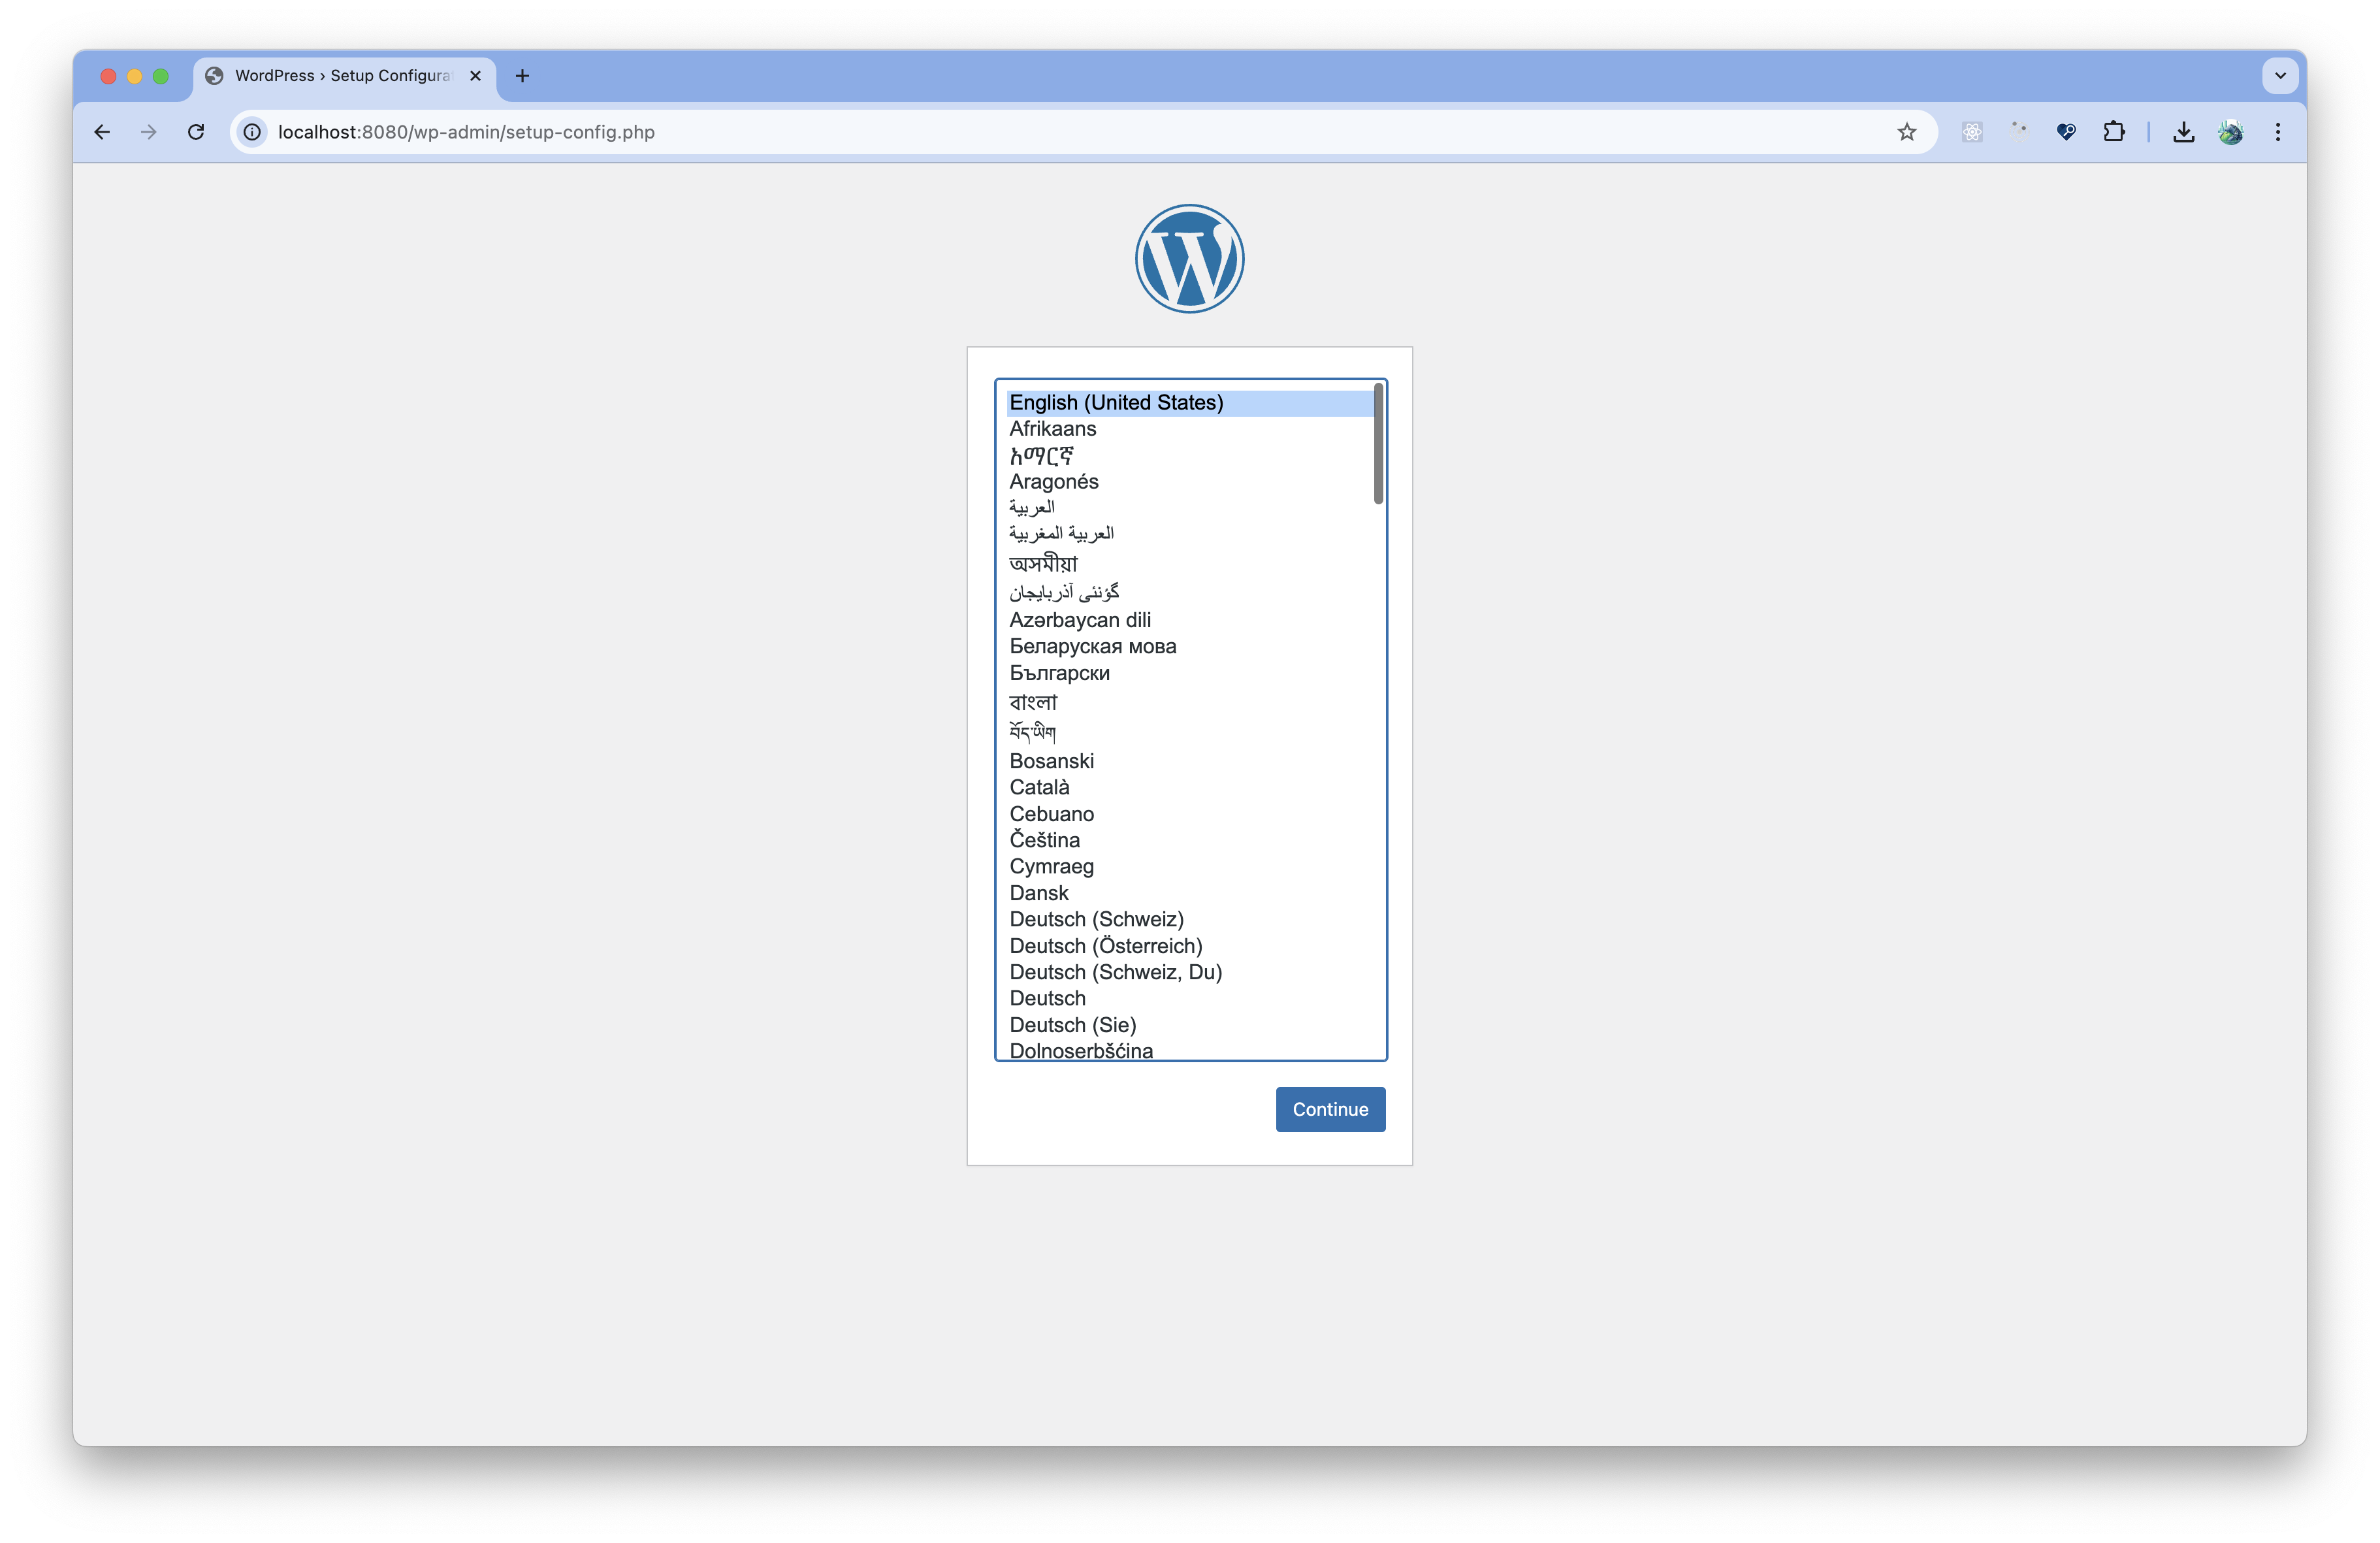 WordPress › Setup Configura
localhost:8080/wp-admin/setup-config.php
English (United States)
Afrikaans
አማርኛ
Aragonés
العربية
العربية المغربية
অসমীয়া
گؤنئی آذربایجان
Azərbaycan dili
Беларуская мова
Български
বাংলা
བོད་ཡིག
Bosanski
Català
Cebuano
Čeština
Cymraeg
Dansk
Deutsch (Schweiz)
Deutsch (Österreich)
Deutsch (Schweiz, Du)
Deutsch
Deutsch (Sie)
Dolnoserbšćina
Continue